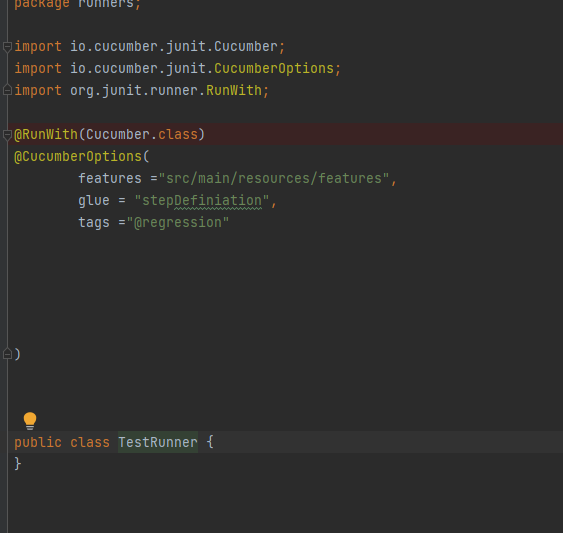 package runners;
import io.cucumber.junit.Cucumber;
import io.cucumber.junit.CucumberOptions;
import org.junit.runner.RunWith;
@RunWith(Cucumber.class)
@CucumberOptions(
features ="src/main/resources/features",
glue = "stepDefiniation",
tags ="@regression"
)
public class TestRunner {
}